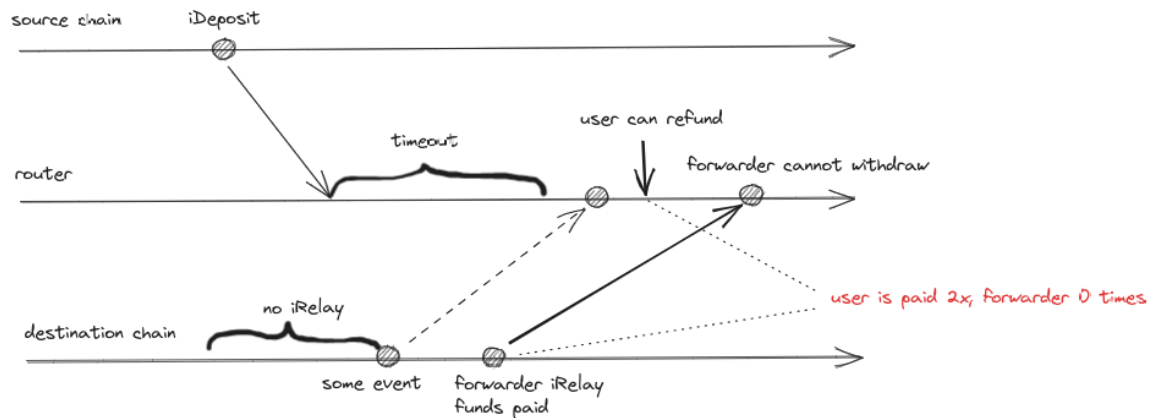 source chain
iDeposit
user can refund
timeout
forwarder cannot withdraw
router
user is paid 2x, forwarder 0 times
no iRelay
destination chain
some event
forwarder iRelay
funds paid